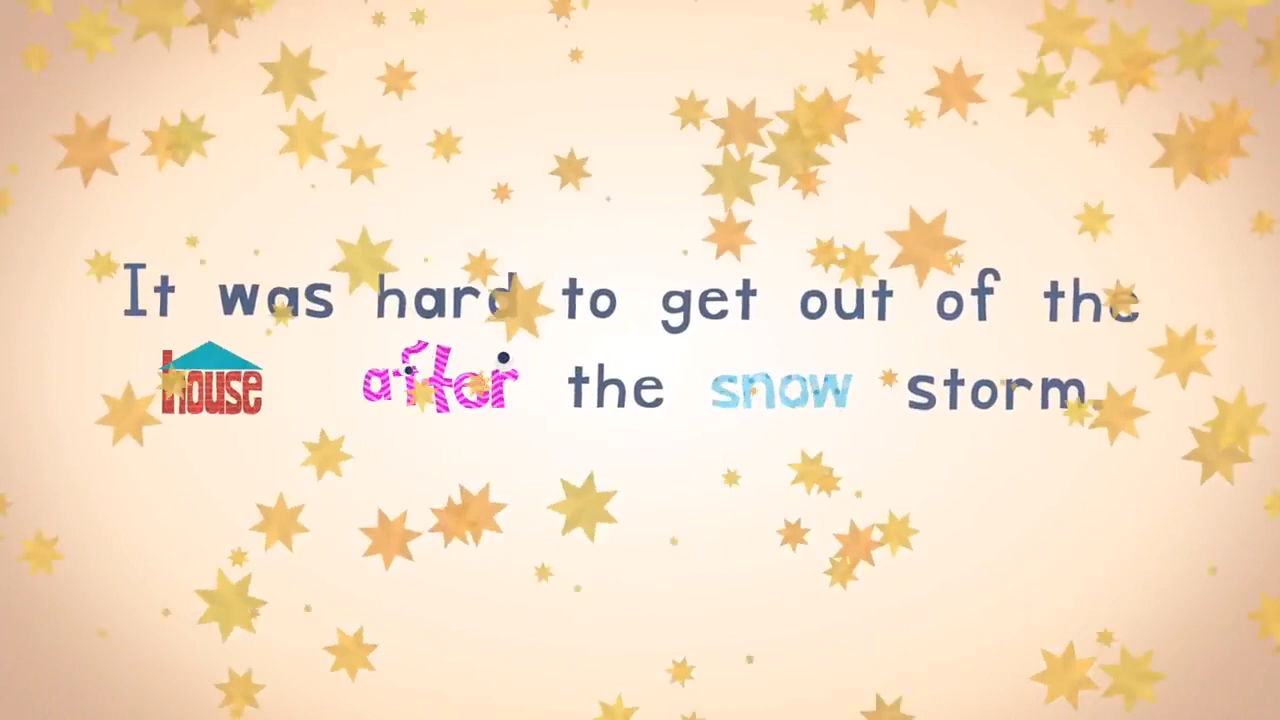 It was hard to get out of the
house after the snow storm.